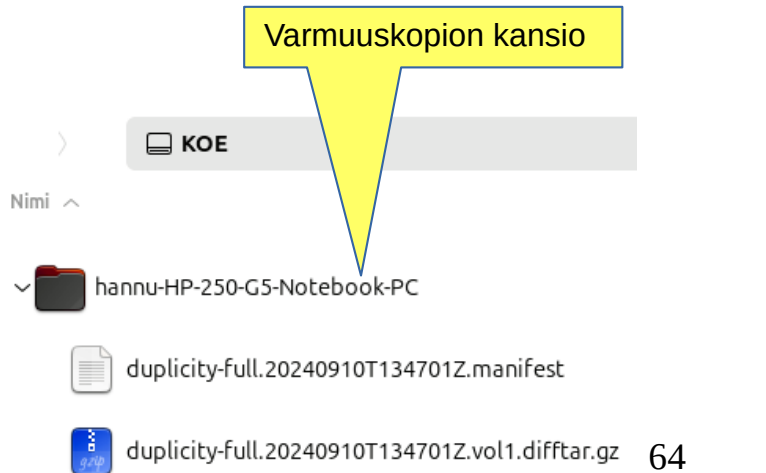 Varmuuskopion kansio
KOE
Nimi
hannu-HP-250-G5-Notebook-PC
duplicity-full.20240910T134701Z.manifest
gzip
duplicity-full.20240910T134701Z.vol1.difftar.gz
64